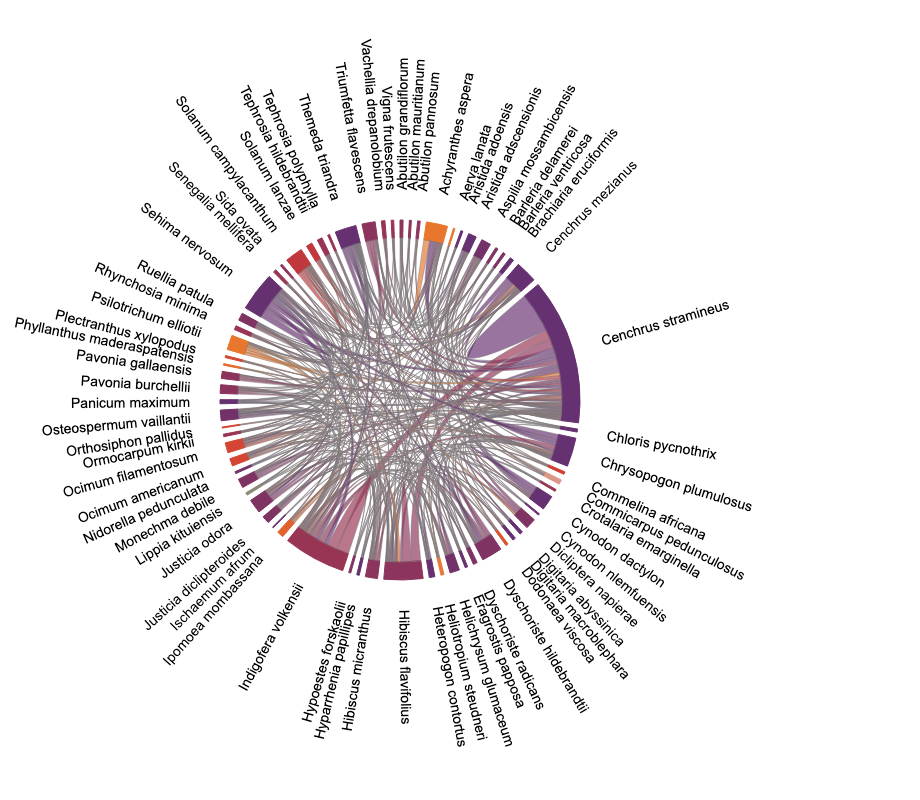 Abutilon grandiflorum
Abutilon mauritianum
Abutilon pannosum
Achyranthes aspera
Aerva lanata
Aristida adoensis
Aristida adscensionis
Aspilia mossambicensis
Barleria delamerei
Barleria ventricosa
Brachiaria eruciformis
Cenchrus mezianus
Cenchrus stramineus
Chloris pycnothrix
Chrysopogon plumulosus
Commelina africana
Commicarpus pedunculosus
Crotalaria emarginella
Cynodon dactylon
Cynodon nlemfuensis
Dicliptera napierae
Digitaria abyssinica
Digitaria macroblephara
Dodonaea viscosa
Dyschoriste hildebrandtii
Dyschoriste radicans
Eragrostis papposa
Helichrysum glumaceum
Heliotropium steudneri
Heteropogon contortus
Hibiscus flavifolius
Hibiscus micranthus
Hyparrhenia papillipes
Hypoestes forskaolii
Indigofera volkensii
Ipomoea mombassana
Ischaemum afrum
Justicia diclipteroides
Justicia odora
Lippia kituiensis
Monechma debile
Nidorella pedunculata
Ocimum americanum
Ocimum filamentosum
Ormocarpum kirkii
Orthosiphon pallidus
Osteospermum vaillantii
Panicum maximum
Pavonia burchellii
Pavonia gallaensis
Phyllanthus maderaspatensis
Plectranthus xylopodus
Psilotrichum elliotii
Rhynchosia minima
Ruellia patula
Sehima nervosum
Senegalia mellifera
Sida ovata
Solanum campylacanthum
Solanum lanzae
Tephrosia hildebrandtii
Tephrosia polyphylla
Themeda triandra
Triumfetta flavescens
Vachellia drepanolobium
Vigna frutescens